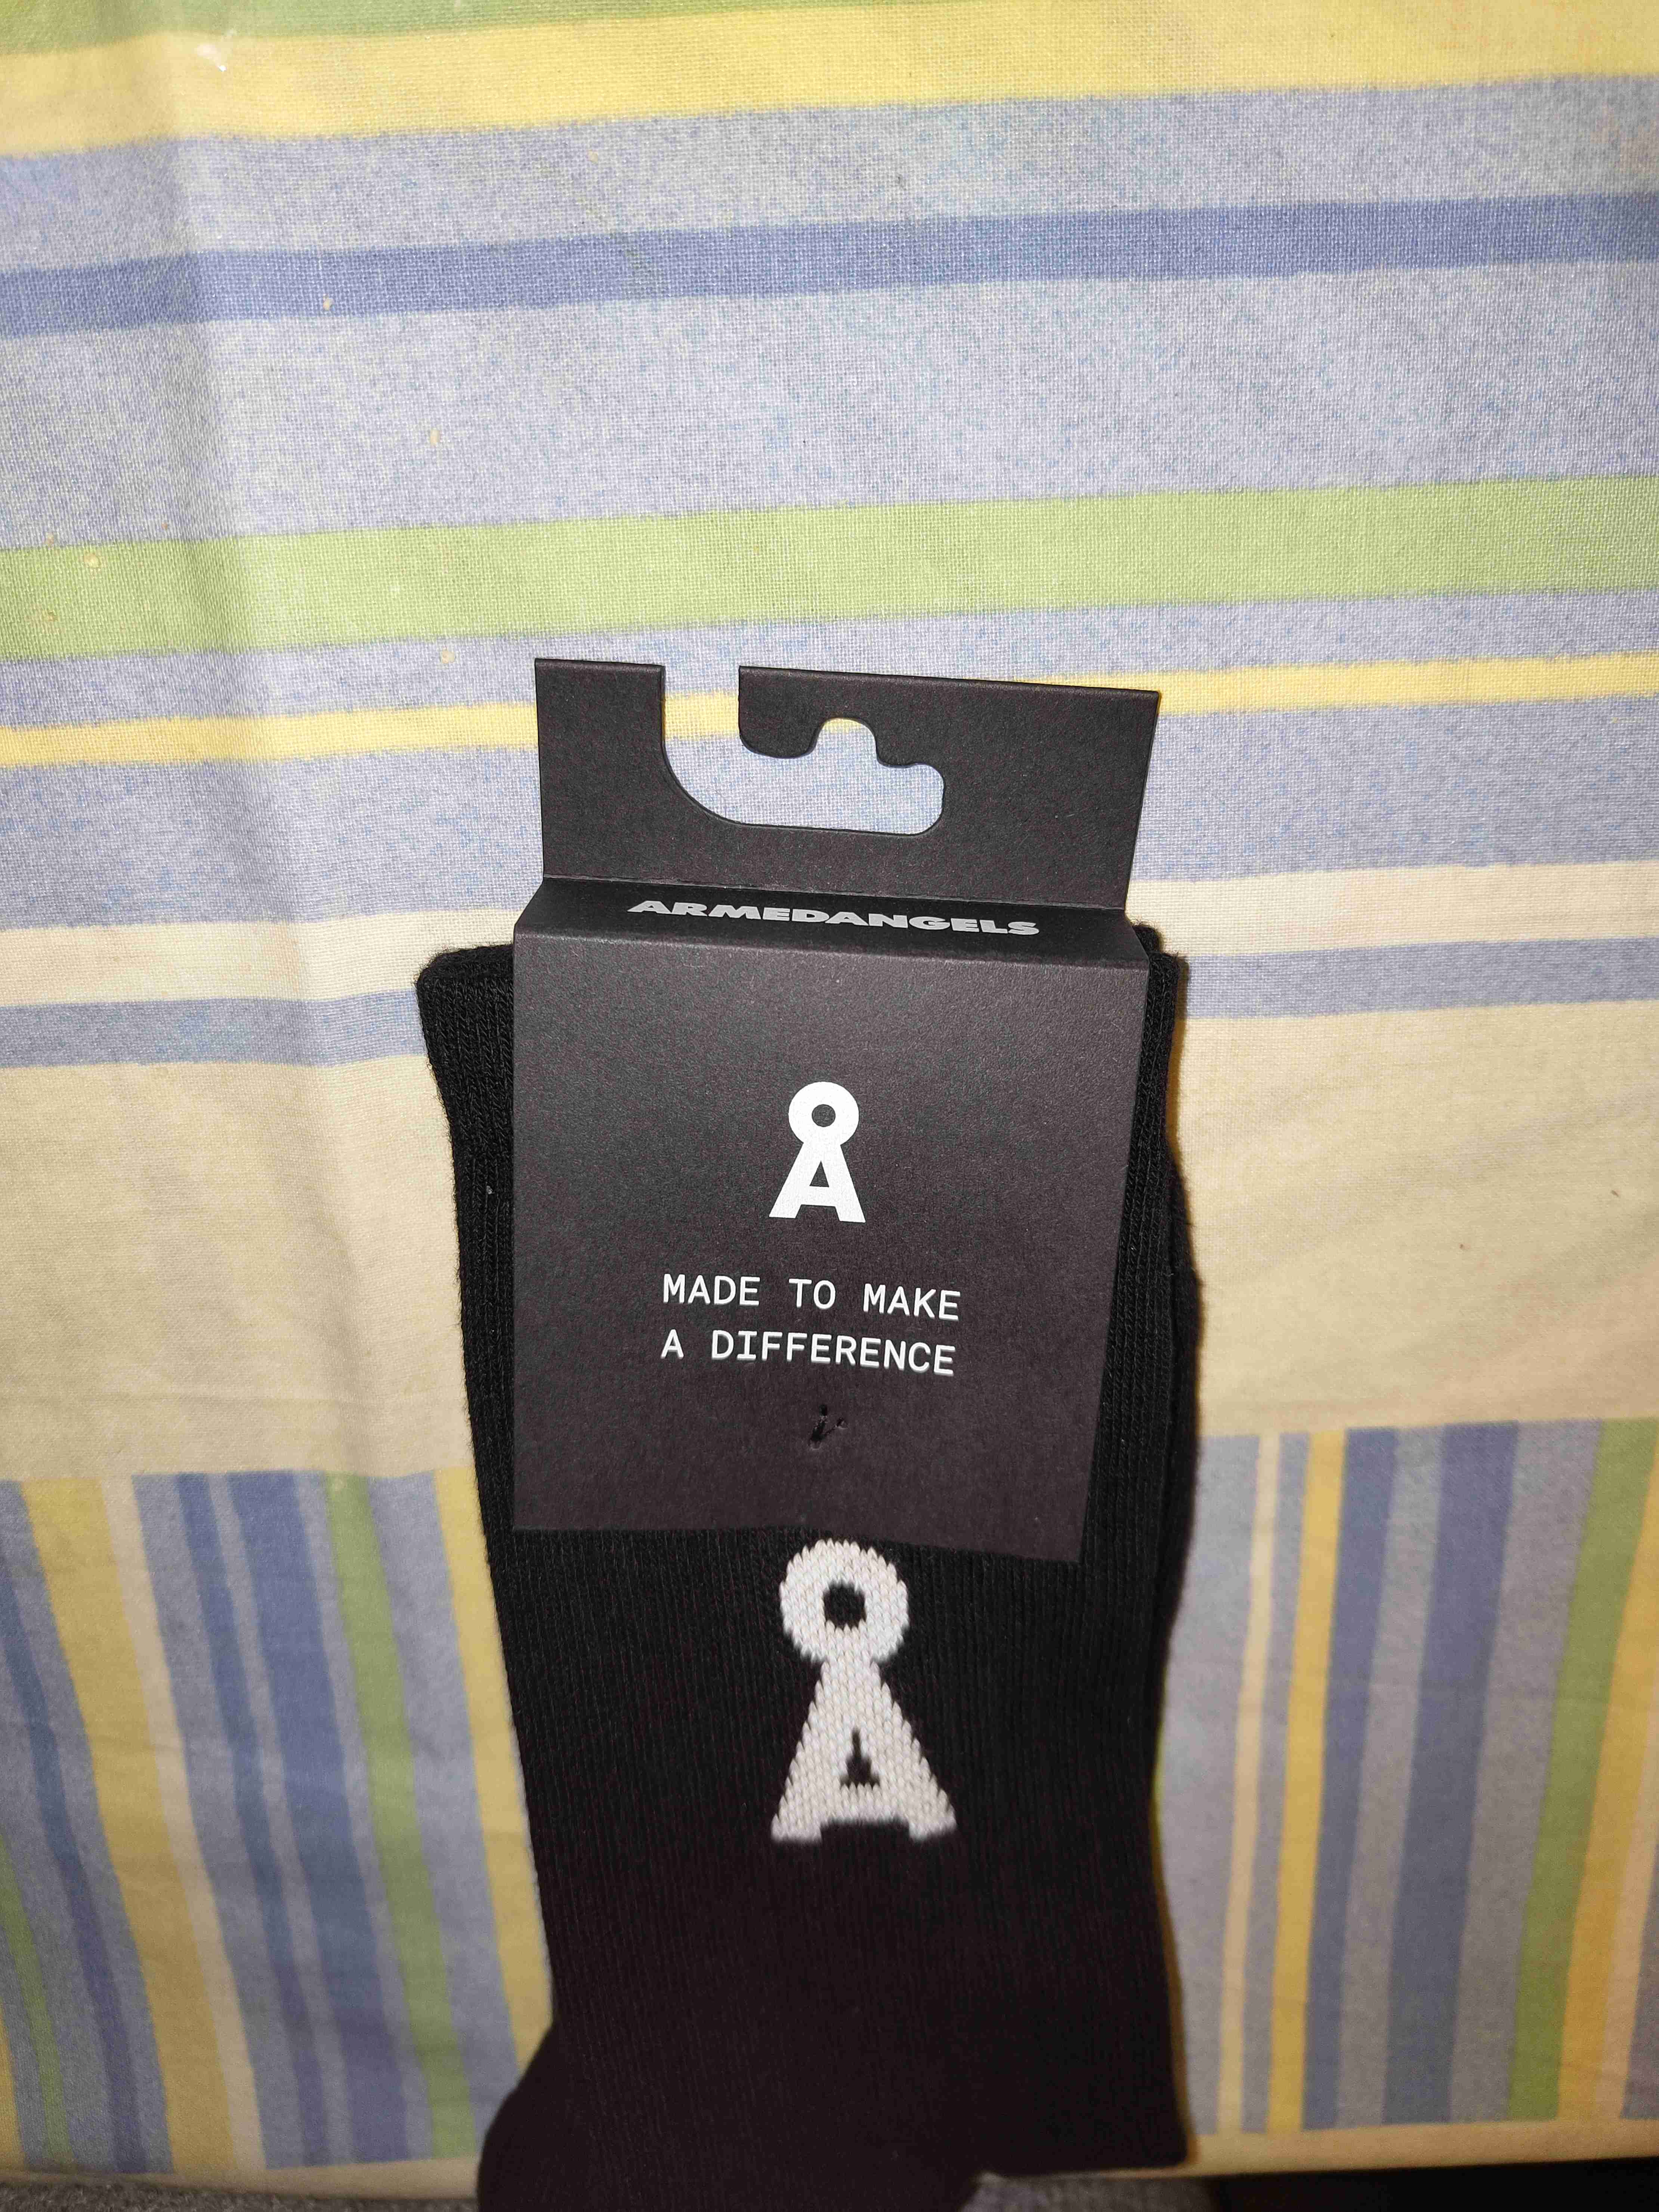 ARMEDANGELS
Å
MADE TO MAKE
A DIFFERENCE
Å